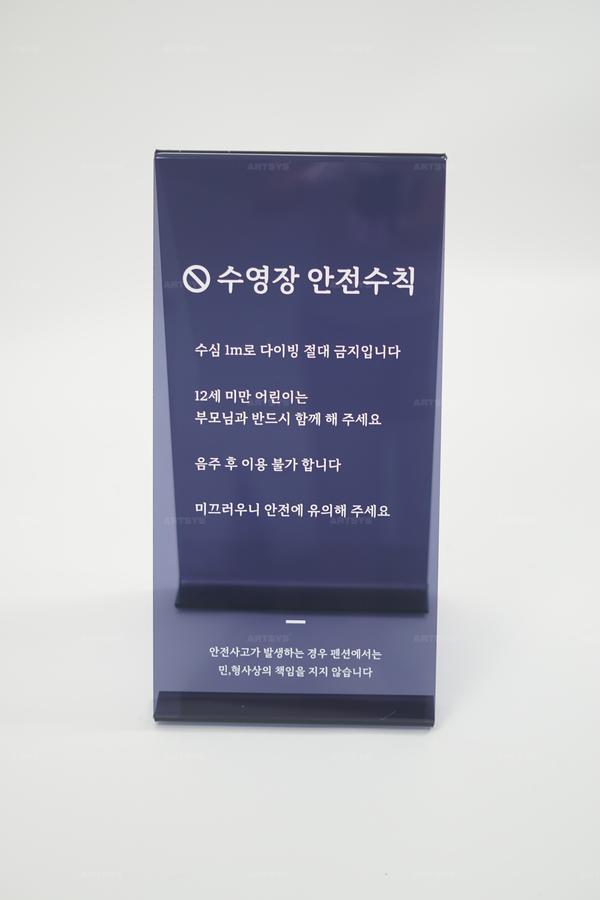 수영장 안전수칙
수심 1m로 다이빙 절대 금지입니다
12세 미만 어린이는
부모님과 반드시 함께 해 주세요
음주 후 이용 불가 합니다
미끄러우니 안전에 유의해 주세요
안전사고가 발생하는 경우 펜션에서는
민,형사상의 책임을 지지 않습니다
ARTSYS